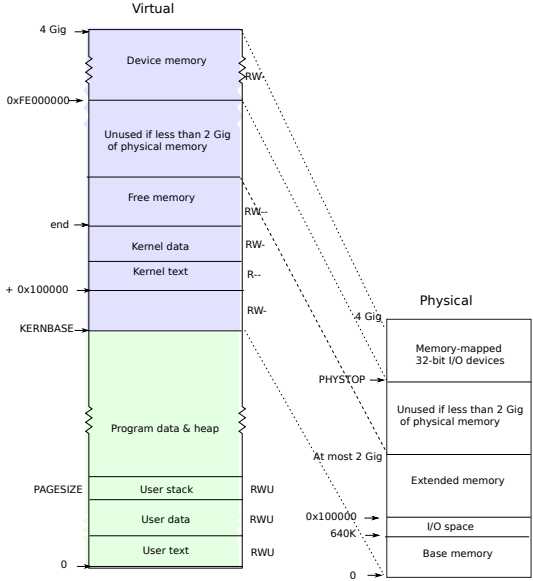 Virtual
4 Gig
Device memory
RW-
0xFE000000
Unused if less than 2 Gig
of physical memory
Free memory
RW--
end
Kernel data
RW-
Kernel text
R--
+ 0x100000
RW-
KERNBASE
Program data & heap
PAGESIZE
User stack
RWU
User data
RWU
User text
RWU
0
Physical
4 Gig
Memory-mapped
32-bit I/O devices
PHYSTOP
Unused if less than 2 Gig
of physical memory
At most 2 Gig
Extended memory
0x100000
I/O space
640K
Base memory
0